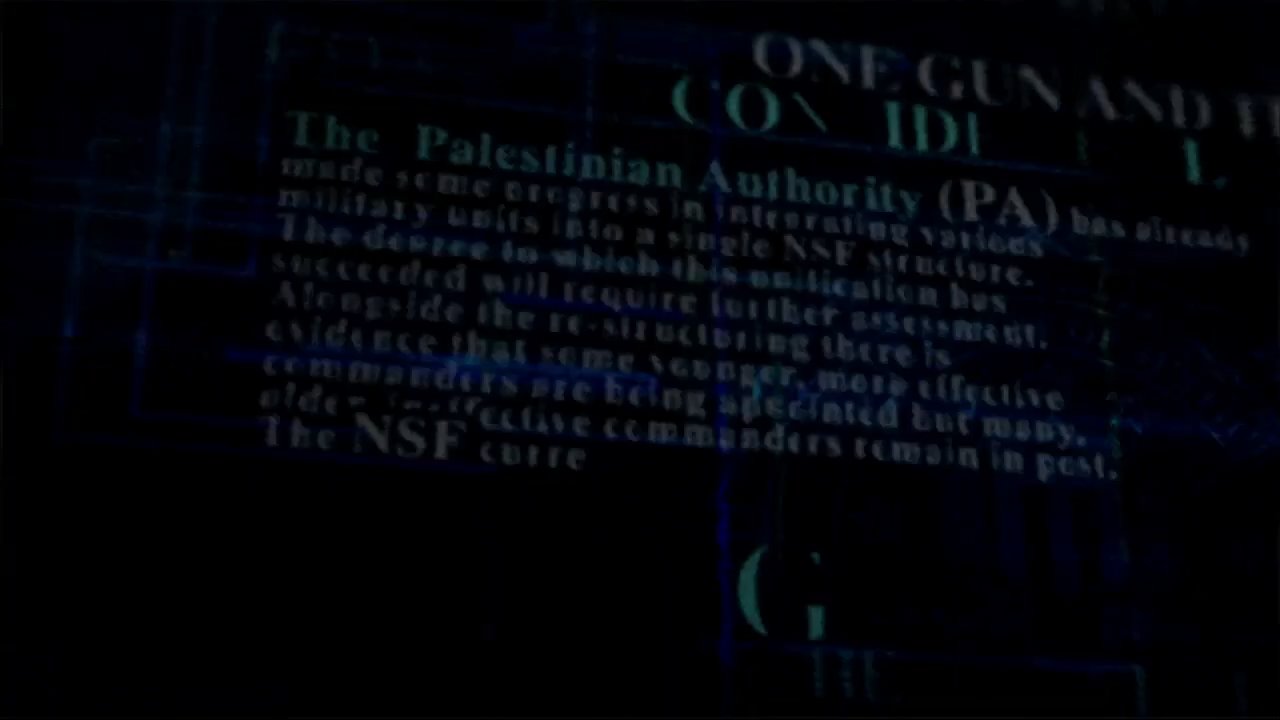 ONE GUN AND
The Palestinian Authority (PA) has already
made some progress in integrating various
military units into a single NSF structure.
The degree to which this unification has
succeeded will require further assessment.
Alongside the re-structuring there is
evidence that some younger, more effective
commanders are being appointed but many,
commanders remain in post.
The NSF curre
G